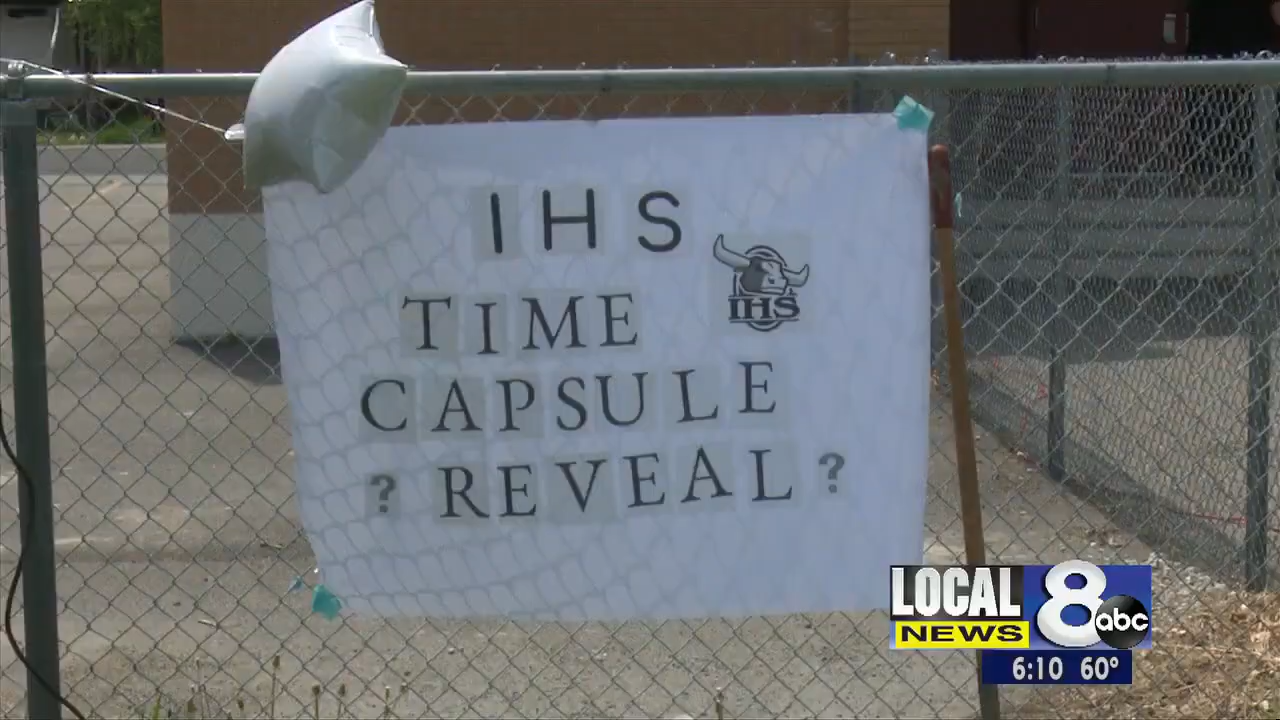 IHS
IHS
TIME
CAPSULE
? REVEAL ?
LOCAL
NEWS
8
abc
6:10 60°